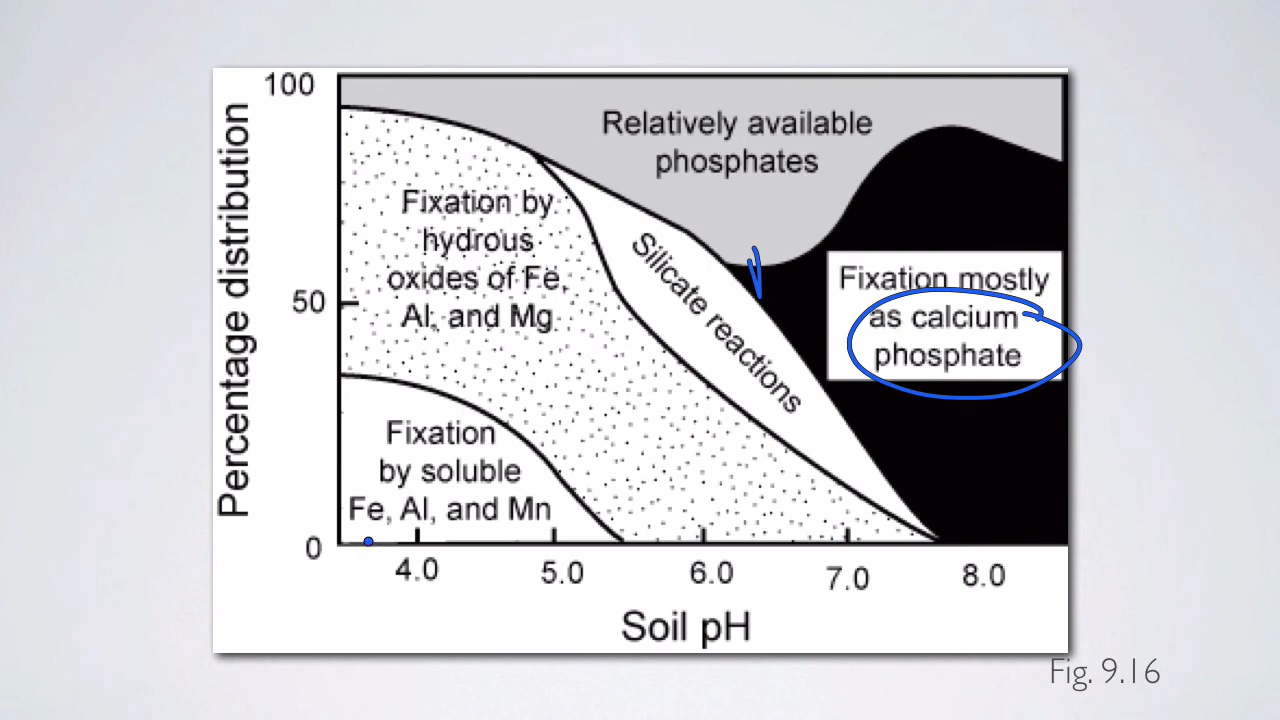 100
Relatively available
phosphates
Fixation by
hydrous
oxides of Fe,
Al, and Mg
Silicate reactions
Fixation mostly
as calcium
phosphate
50
Percentage distribution
Fixation
by soluble
Fe, Al, and Mn
0
4.0 5.0 6.0 7.0 8.0
Soil pH
Fig. 9.16